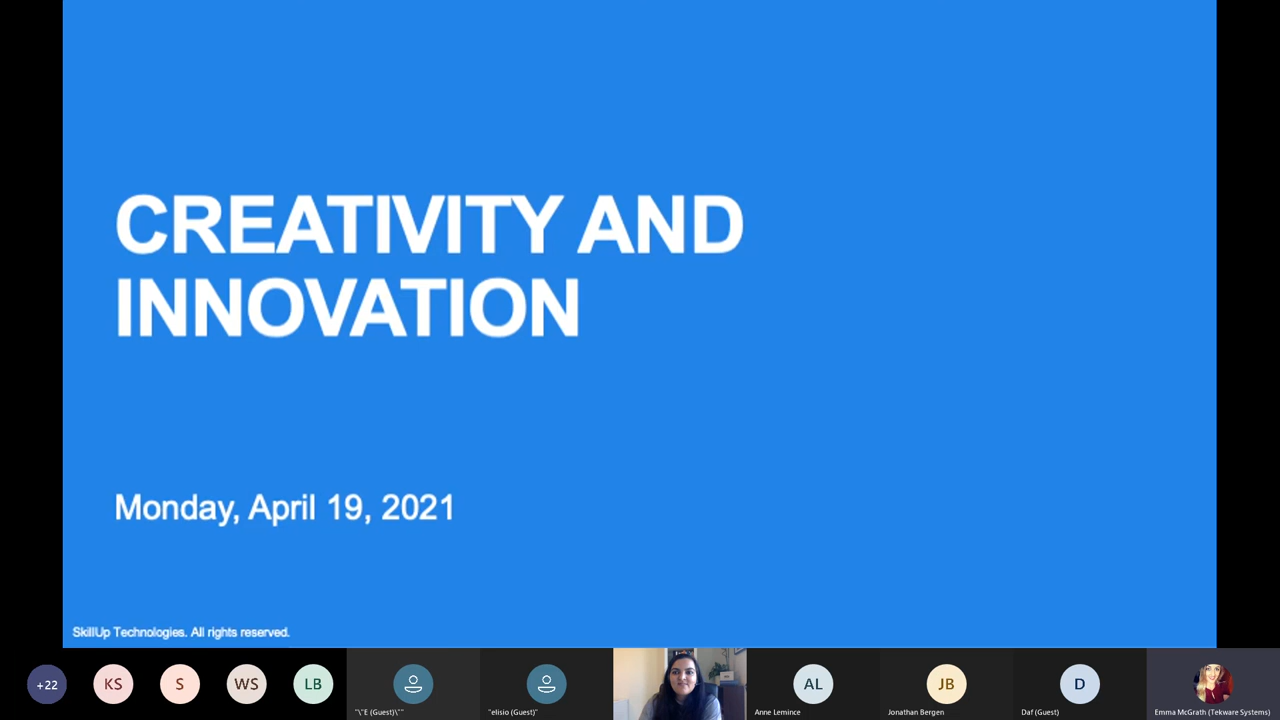 CREATIVITY AND
INNOVATION
Monday, April 19, 2021
SkillUp Technologies. All rights reserved.
+22
KS
S
WS
LB
"\"E (Guest)\""
"elisio (Guest)"
AL
Anne Lemince
JB
Jonathan Bergen
D
Daf (Guest)
Emma McGrath (Tekware Systems)